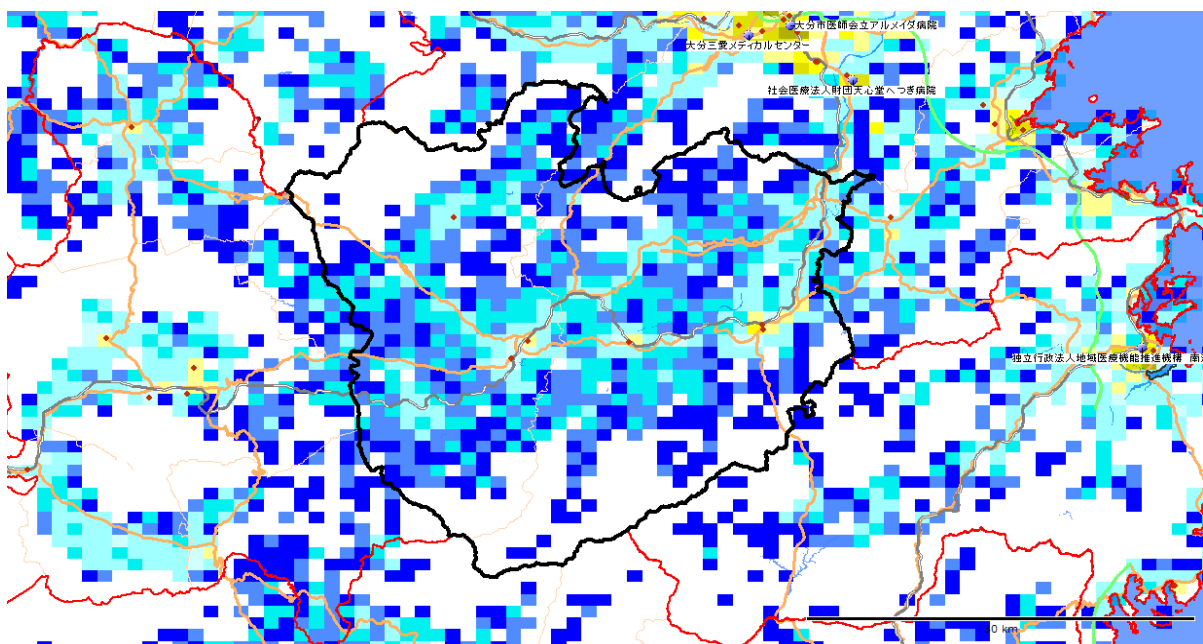 大分市医師会立アルメイダ病院
大分三愛メディカルセンター
社会医療法人財団天心堂へつぎ病院
独立行政法人地域医療機能推進機構 南海
30 km